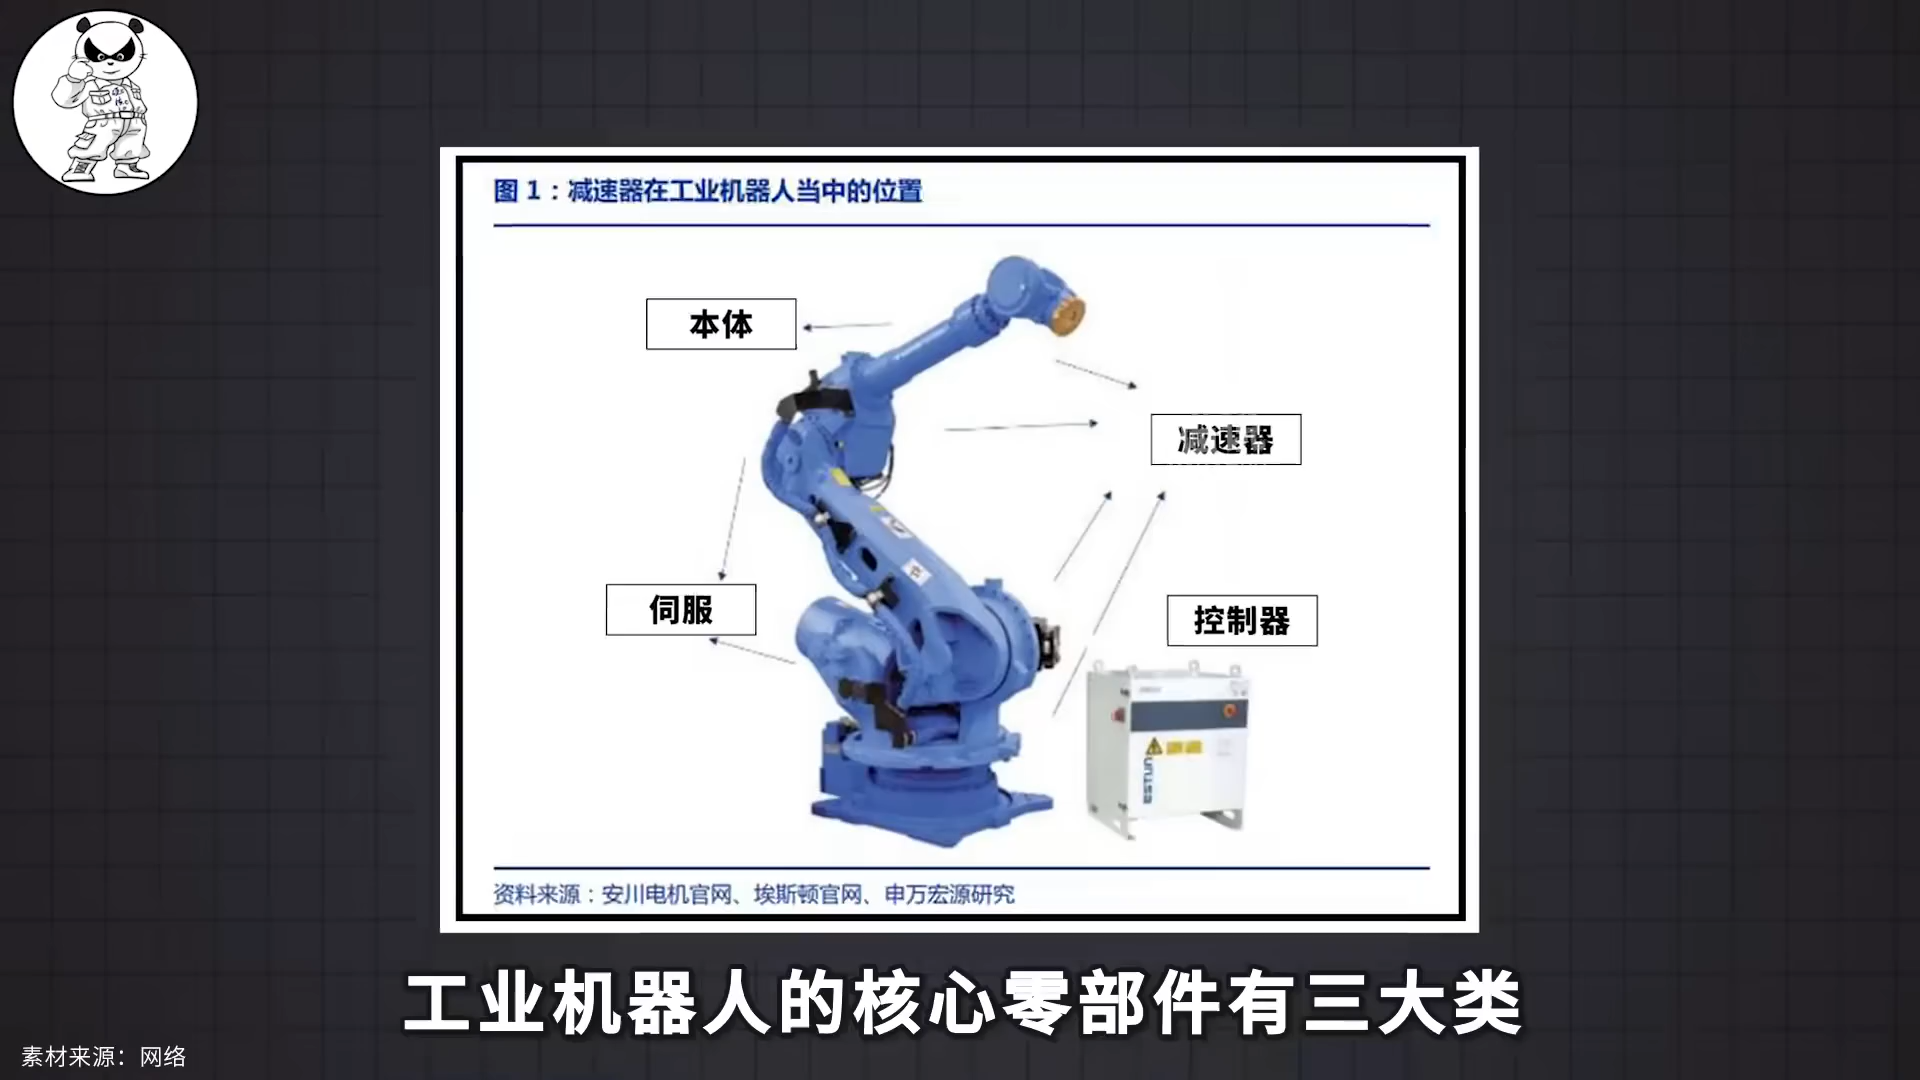 图 1：减速器在工业机器人当中的位置
本体
减速器
伺服
控制器
ESTUN
资料来源：安川电机官网、埃斯顿官网、申万宏源研究
工业机器人的核心零部件有三大类
素材来源：网络